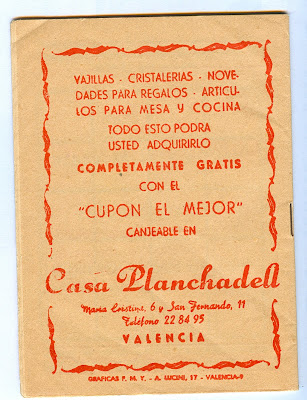 VAJILLAS - CRISTALERIAS - NOVE-
DADES PARA REGALOS - ARTICU-
LOS PARA MESA Y COCINA
TODO ESTO PODRA
USTED ADQUIRIRLO
COMPLETAMENTE GRATIS
CON EL
"CUPON EL MEJOR"
CANJEABLE EN
Casa Planchadell
María Cristina, 6 y San Fernando, 11
Teléfono 22 84 95
VALENCIA
GRAFICAS P. M. Y. - A. LUCINI, 17 - VALENCIA-9